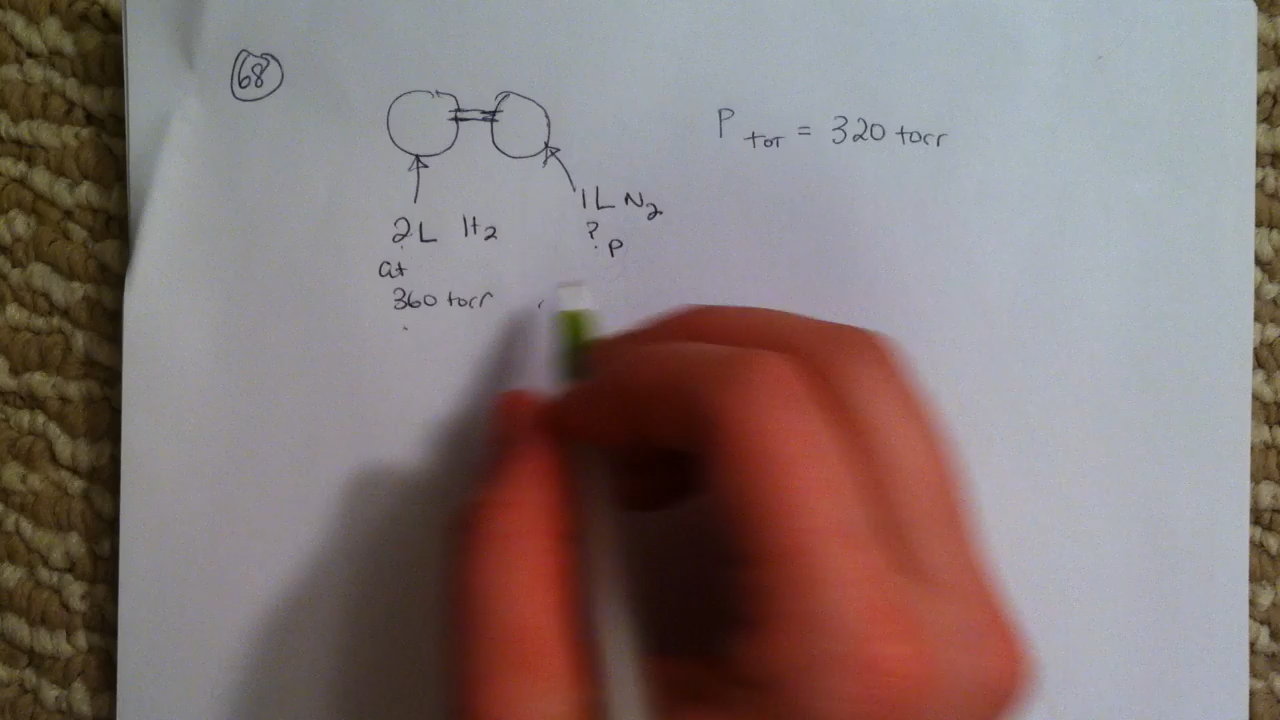 68
P tot = 320 torr
1L N2
2L H2
? P
at
360 torr